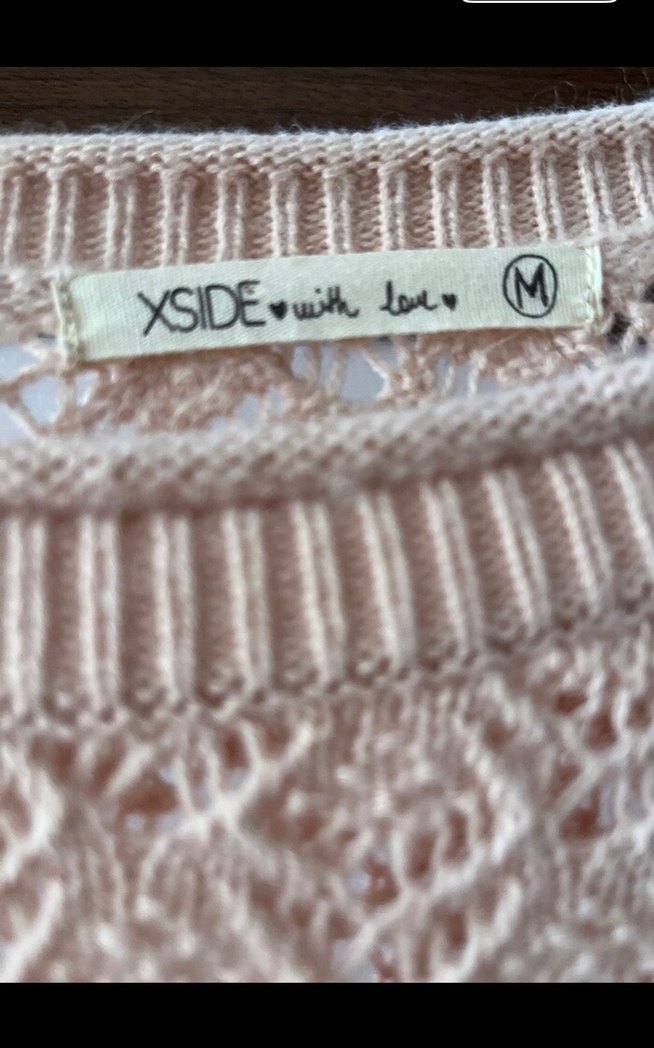 XSIDE♥with love♥ Ⓜ